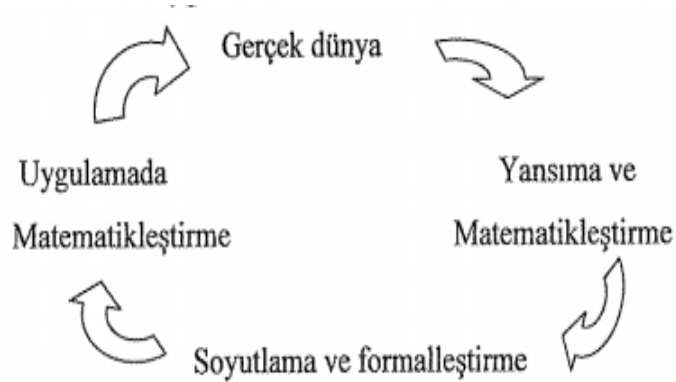 Gerçek dünya
Yansıma ve
Matematikleştirme
Soyutlama ve formalleştirme
Uygulamada
Matematikleştirme